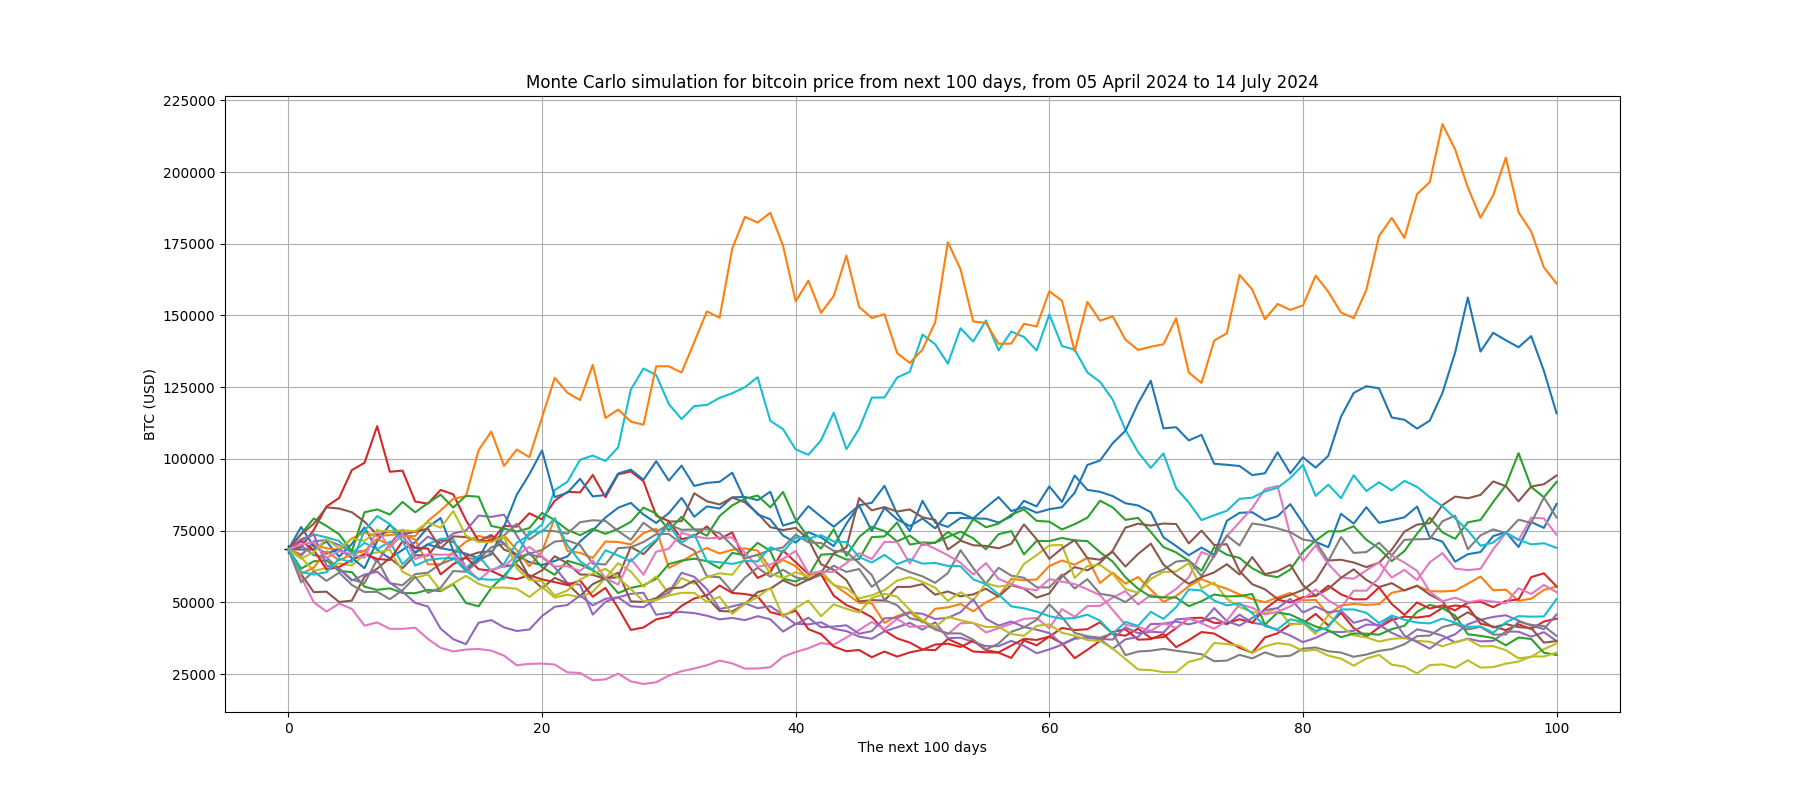 Monte Carlo simulation for bitcoin price from next 100 days, from 05 April 2024 to 14 July 2024
225000
200000
175000
150000
125000
100000
75000
50000
25000
BTC (USD)
0 20 40 60 80 100
The next 100 days